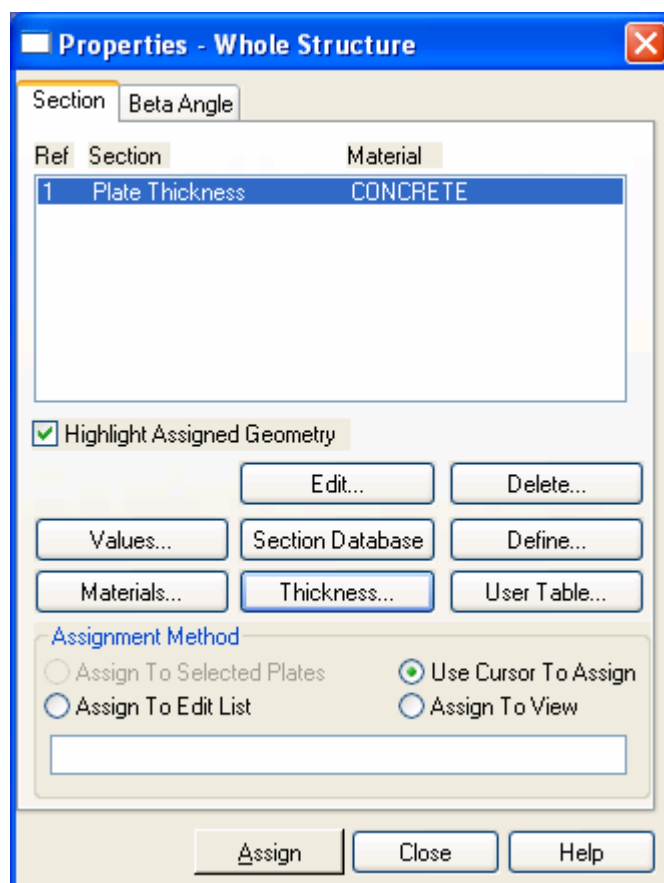 Properties - Whole Structure
Section Beta Angle
Ref Section Material
1 Plate Thickness CONCRETE
Highlight Assigned Geometry
Edit... Delete...
Values... Section Database Define...
Materials... Thickness... User Table...
Assignment Method
Assign To Selected Plates Use Cursor To Assign
Assign To Edit List Assign To View
Assign Close Help